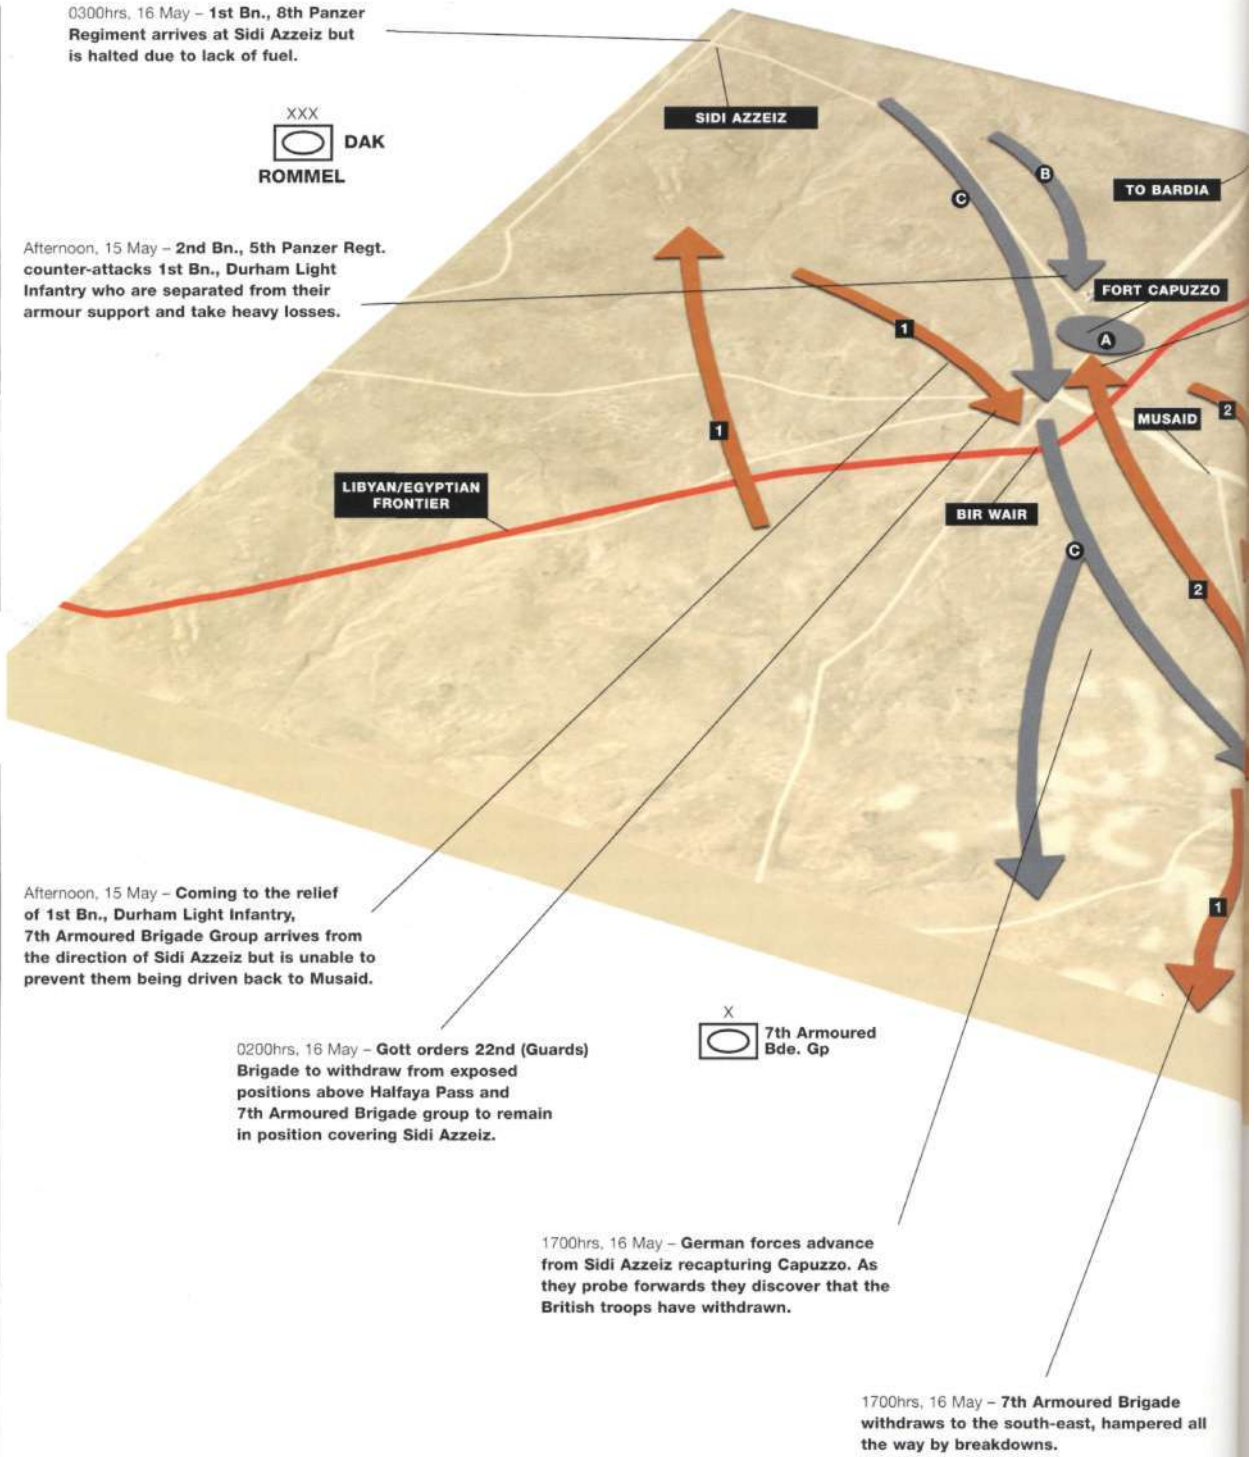 0300hrs, 16 May – 1st Bn., 8th Panzer
Regiment arrives at Sidi Azzeiz but
is halted due to lack of fuel.
XXX
DAK
ROMMEL
SIDI AZZEIZ
C
B
TO BARDIA
Afternoon, 15 May – 2nd Bn., 5th Panzer Regt.
counter-attacks 1st Bn., Durham Light
Infantry who are separated from their
armour support and take heavy losses.
FORT CAPUZZO
1
A
1
MUSAID
2
LIBYAN/EGYPTIAN
FRONTIER
BIR WAIR
C
2
Afternoon, 15 May – Coming to the relief
of 1st Bn., Durham Light Infantry,
7th Armoured Brigade Group arrives from
the direction of Sidi Azzeiz but is unable to
prevent them being driven back to Musaid.
1
X
7th Armoured
Bde. Gp
0200hrs, 16 May – Gott orders 22nd (Guards)
Brigade to withdraw from exposed
positions above Halfaya Pass and
7th Armoured Brigade group to remain
in position covering Sidi Azzeiz.
1700hrs, 16 May – German forces advance
from Sidi Azzeiz recapturing Capuzzo. As
they probe forwards they discover that the
British troops have withdrawn.
1700hrs, 16 May – 7th Armoured Brigade
withdraws to the south-east, hampered all
the way by breakdowns.